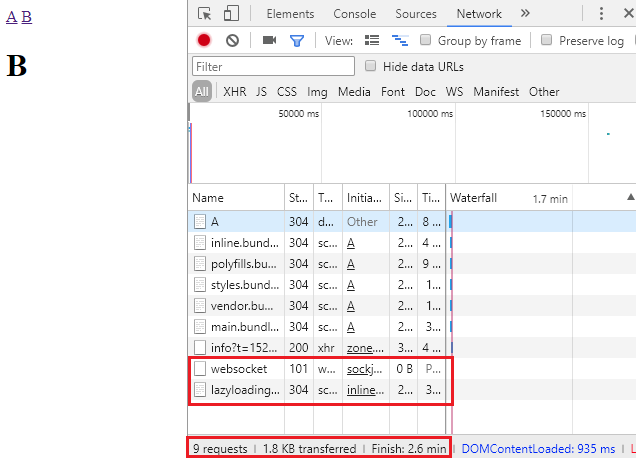 A B
B
Elements Console Sources Network »
View: Group by frame Preserve log
Filter Hide data URLs
All XHR JS CSS Img Media Font Doc WS Manifest Other
50000 ms 100000 ms 150000 ms
Name St... T... Initia... Si... Ti... Waterfall 1.7 min
A 304 d... Other 2... 8 ...
inline.bund... 304 sc... A 2... 4 ...
polyfills.bu... 304 sc... A 2... 9 ...
styles.bund... 304 sc... A 2... 1...
vendor.bu... 304 sc... A 2... 1...
main.bundl... 304 sc... A 2... 3...
info?t=152... 200 xhr zone.... 3... 4 ...
websocket 101 w... sockj... 0 B P...
lazyloading... 304 sc... inline... 2... 3...
9 requests | 1.8 KB transferred | Finish: 2.6 min | DOMContentLoaded: 935 ms | L